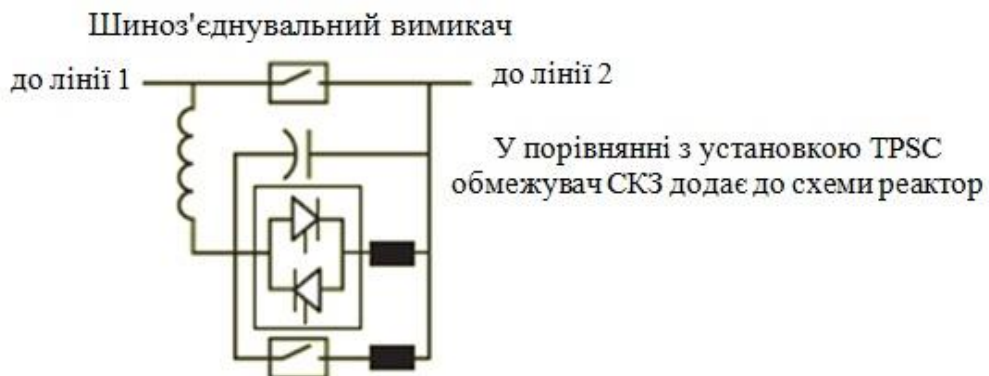 Шиноз'єднувальний вимикач
до лінії 1
до лінії 2
У порівнянні з установкою TPSC
обмежувач СКЗ додає до схеми реактор